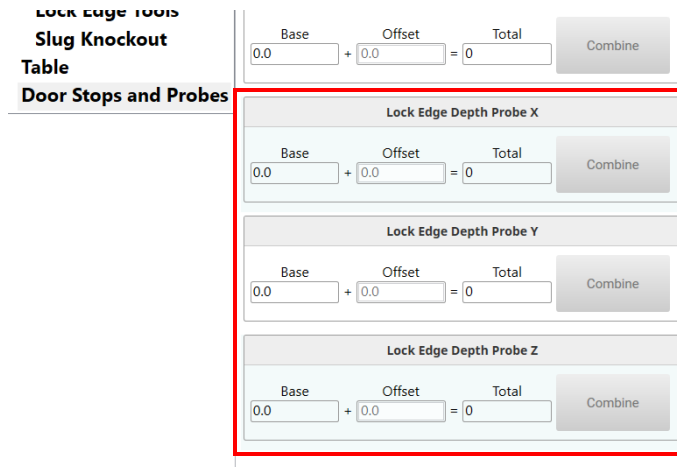 Lock Edge Tools
Slug Knockout
Table
Door Stops and Probes
Base Offset Total
0.0 + 0.0 = 0 Combine
Lock Edge Depth Probe X
Base Offset Total
0.0 + 0.0 = 0 Combine
Lock Edge Depth Probe Y
Base Offset Total
0.0 + 0.0 = 0 Combine
Lock Edge Depth Probe Z
Base Offset Total
0.0 + 0.0 = 0 Combine